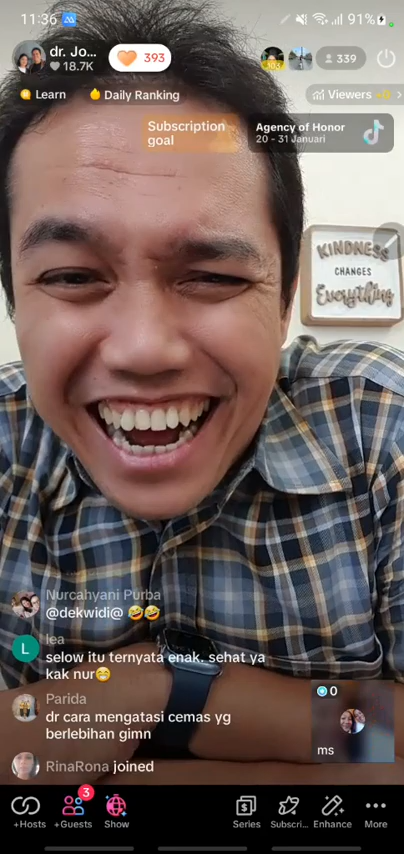 11:36
91%
dr. Jo...
18.7K
393
103
339
Learn
Daily Ranking
Viewers
Subscription
goal
Agency of Honor
20 - 31 Januari
KINDNESS
CHANGES
Everything
Nurcahyani Purba
@dekwidi@ 🤣🤣
L
lea
selow itu ternyata enak. sehat ya
kak nur😁
Parida
dr cara mengatasi cemas yg
berlebihan gimn
RinaRona joined
0
ms
3
+Hosts
+Guests
Show
Series
Subscri...
Enhance
More